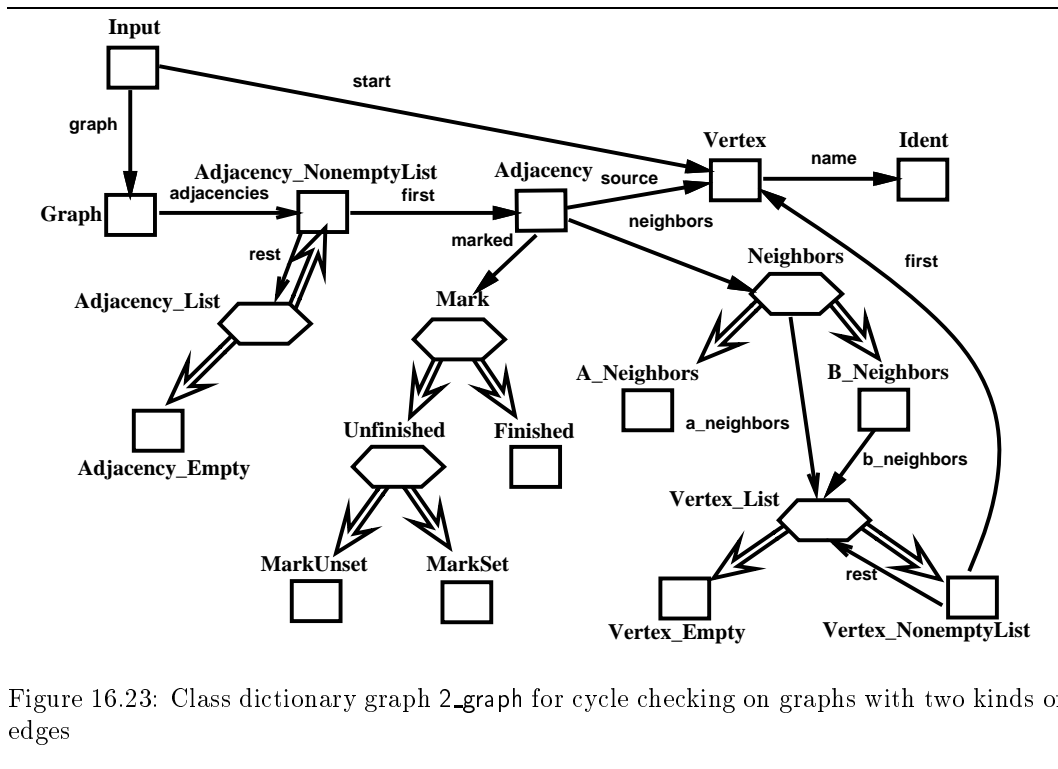 Input
start
graph
Vertex
Ident
name
Adjacency_NonemptyList
Adjacency
source
adjacencies
first
Graph
neighbors
marked
rest
Neighbors
first
Adjacency_List
Mark
A_Neighbors
B_Neighbors
a_neighbors
Unfinished
Finished
b_neighbors
Adjacency_Empty
Vertex_List
MarkUnset
MarkSet
rest
Vertex_Empty
Vertex_NonemptyList
Figure 16.23: Class dictionary graph 2_graph for cycle checking on graphs with two kinds of
edges